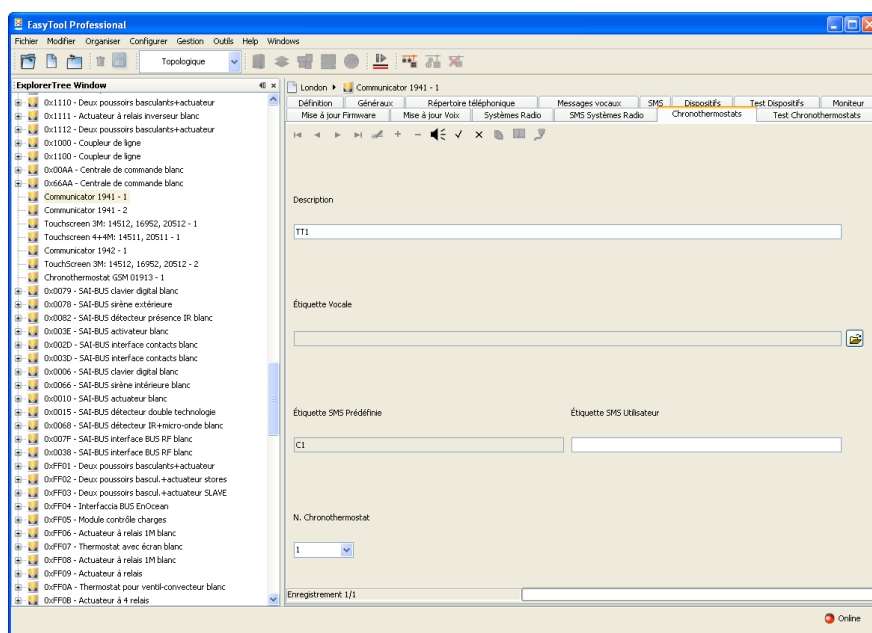 EasyTool Professional
Fichier Modifier Organiser Configurer Gestion Outils Help Windows
Topologique
ExplorerTree Window
0x1110 - Deux poussoirs basculants+actuateur
0x1111 - Actuateur à relais inverseur blanc
0x1112 - Deux poussoirs basculants+actuateur
0x1000 - Coupleur de ligne
0x1100 - Coupleur de ligne
0x00AA - Centrale de commande blanc
0x66AA - Centrale de commande blanc
Communicator 1941 - 1
Communicator 1941 - 2
Touchscreen 3M: 14512, 16952, 20512 - 1
Touchscreen 4+4M: 14511, 20511 - 1
Communicator 1942 - 1
TouchScreen 3M: 14512, 16952, 20512 - 2
Chronothermostat GSM 01913 - 1
0x0079 - SAI-BUS clavier digital blanc
0x0078 - SAI-BUS sirène extérieure
0x0082 - SAI-BUS détecteur présence IR blanc
0x003E - SAI-BUS activateur blanc
0x002D - SAI-BUS interface contacts blanc
0x003D - SAI-BUS interface contacts blanc
0x0006 - SAI-BUS clavier digital blanc
0x0066 - SAI-BUS sirène intérieure blanc
0x0010 - SAI-BUS actuateur blanc
0x0015 - SAI-BUS détecteur double technologie
0x0068 - SAI-BUS détecteur IR+micro-onde blanc
0x007F - SAI-BUS interface BUS RF blanc
0x0038 - SAI-BUS interface BUS RF blanc
0xFF01 - Deux poussoirs basculants+actuateur
0xFF02 - Deux poussoirs bascul.+actuateur stores
0xFF03 - Deux poussoirs bascul.+actuateur SLAVE
0xFF04 - Interfaccia BUS EnOcean
0xFF05 - Module contrôle charges
0xFF06 - Actuateur à relais 1M blanc
0xFF07 - Thermostat avec écran blanc
0xFF08 - Actuateur à relais 1M blanc
0xFF09 - Actuateur à relais
0xFF0A - Thermostat pour ventil-convecteur blanc
0xFF0B - Actuateur à 4 relais
London Communicator 1941 - 1
Définition Généraux Répertoire téléphonique Messages vocaux SMS Dispositifs Test Dispositifs Moniteur
Mise à jour Firmware Mise à jour Voix Systèmes Radio SMS Systèmes Radio Chronothermostats Test Chronothermostats
Description
TT1
Étiquette Vocale
Étiquette SMS Prédéfinie Étiquette SMS Utilisateur
C1
N. Chronothermostat
1
Enregistrement 1/1
Online